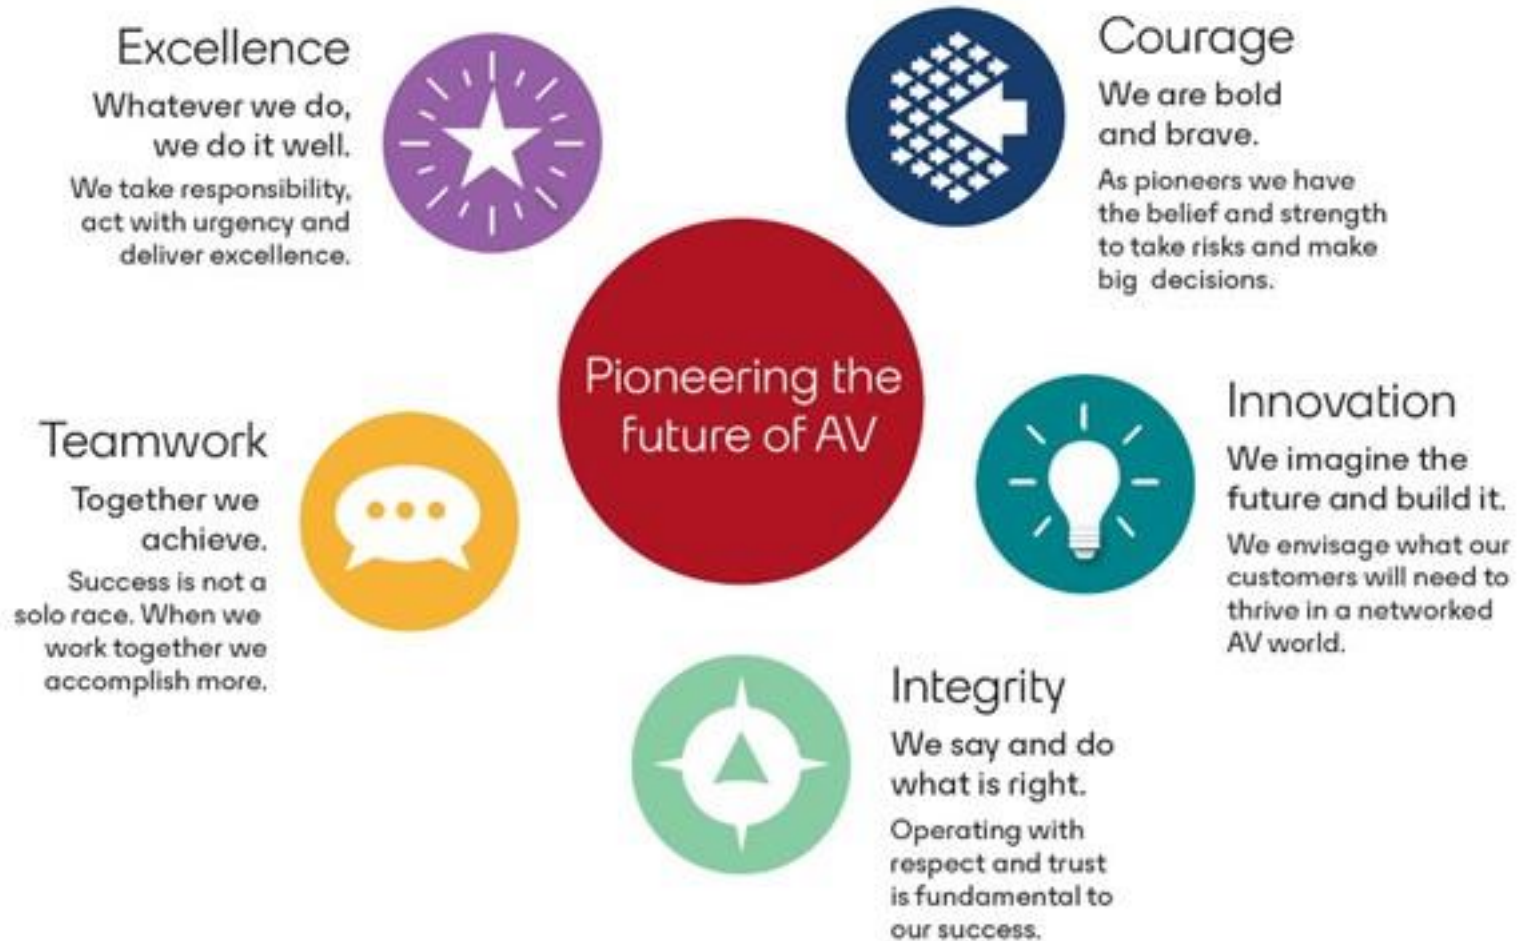 Excellence
Whatever we do,
we do it well.
We take responsibility,
act with urgency and
deliver excellence.
Courage
We are bold
and brave.
As pioneers we have
the belief and strength
to take risks and make
big decisions.
Pioneering the
future of AV
Teamwork
Together we
achieve.
Success is not a
solo race. When we
work together we
accomplish more.
Innovation
We imagine the
future and build it.
We envisage what our
customers will need to
thrive in a networked
AV world.
Integrity
We say and do
what is right.
Operating with
respect and trust
is fundamental to
our success.